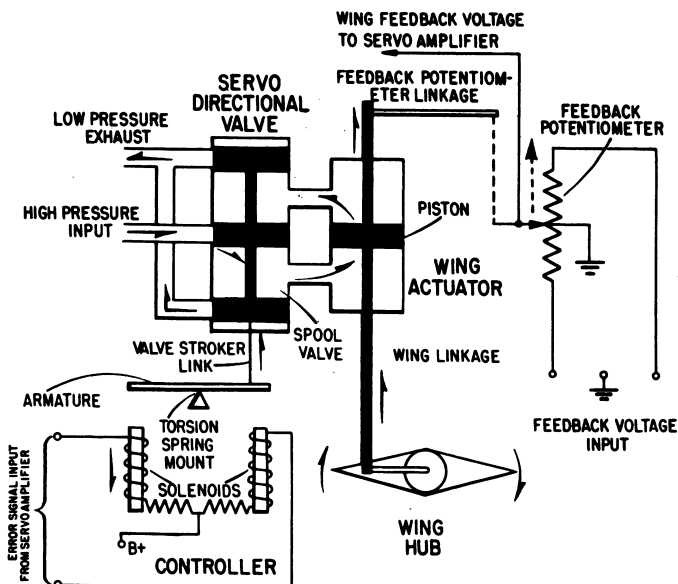 WING FEEDBACK VOLTAGE
TO SERVO AMPLIFIER
FEEDBACK POTENTIOM-
ETER LINKAGE
SERVO
DIRECTIONAL
VALVE
FEEDBACK
POTENTIOMETER
LOW PRESSURE
EXHAUST
HIGH PRESSURE
INPUT
PISTON
WING
ACTUATOR
SPOOL
VALVE
VALVE STROKER
LINK
WING LINKAGE
ARMATURE
TORSION
SPRING
MOUNT
FEEDBACK VOLTAGE
INPUT
SOLENOIDS
ERROR SIGNAL INPUT
FROM SERVO AMPLIFIER
B+
CONTROLLER
WING
HUB